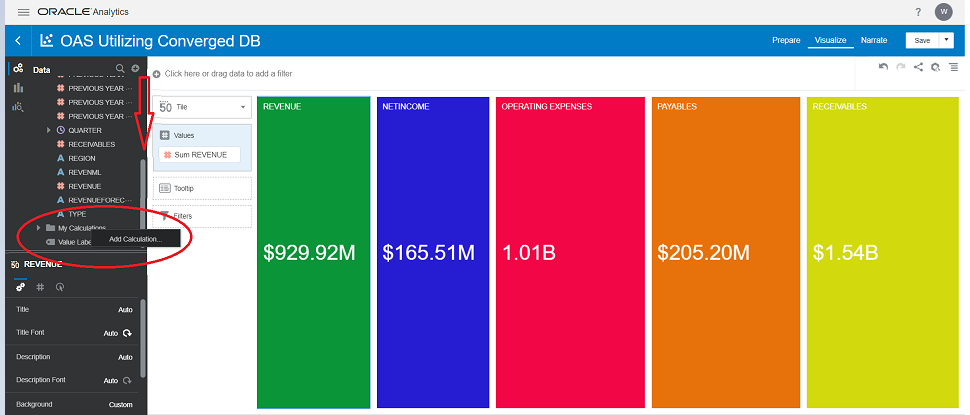 ORACLE Analytics
?
W
OAS Utilizing Converged DB
Prepare
Visualize
Narrate
Save
Data
PREVIOUS YEAR ...
PREVIOUS YEAR ...
QUARTER
RECEIVABLES
REGION
REVENML
REVENUE
REVENUEFOREC...
TYPE
My Calculations
Value Labe
Add Calculation...
50 REVENUE
Title Auto
Title Font Auto
Description Auto
Description Font Auto
Background Custom
Click here or drag data to add a filter
50 Tile
Values
Sum REVENUE
Tooltip
Filters
REVENUE
$929.92M
NETINCOME
$165.51M
OPERATING EXPENSES
1.01B
PAYABLES
$205.20M
RECEIVABLES
$1.54B